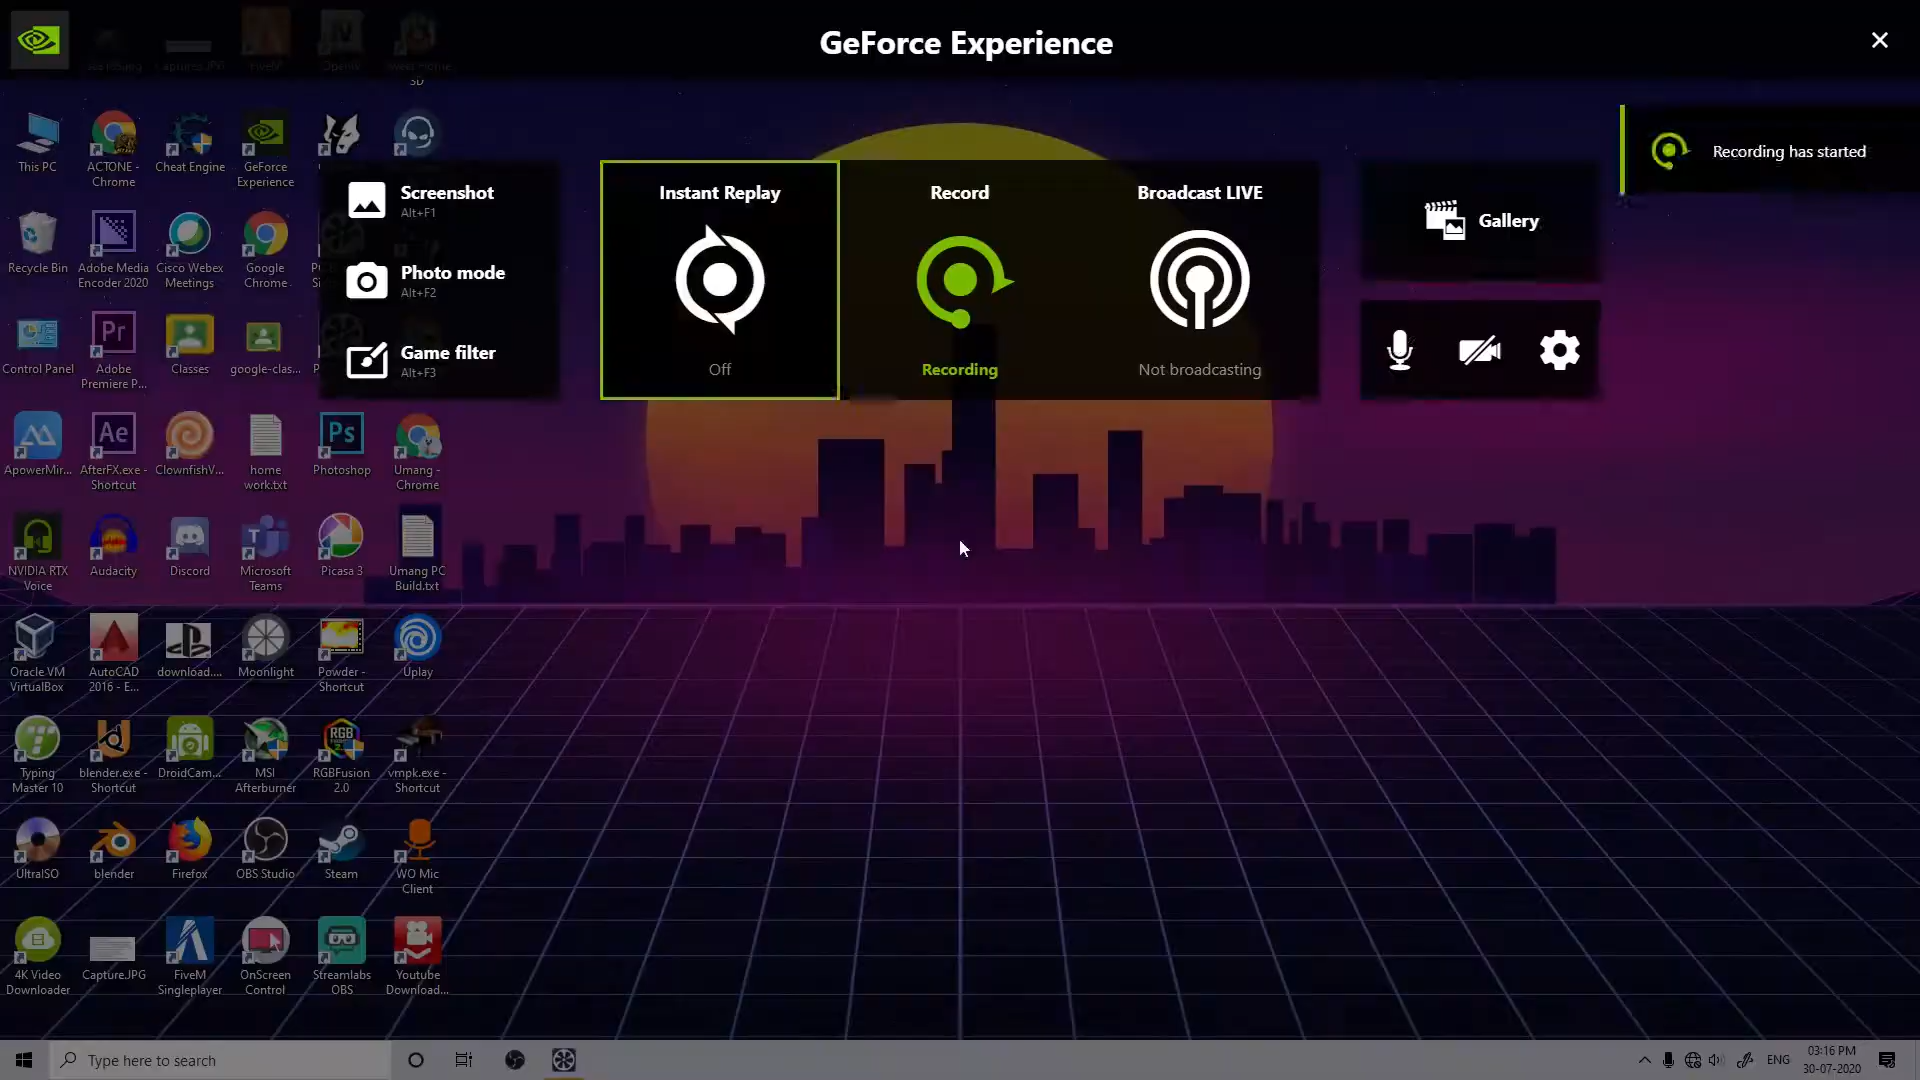 GeForce Experience
3D
Recording has started
Screenshot
Alt+F1
Photo mode
Alt+F2
Game filter
Alt+F3
Instant Replay
Off
Record
Recording
Broadcast LIVE
Not broadcasting
Gallery
This PC
ACTONE -
Chrome
Cheat Engine
GeForce
Experience
Recycle Bin
Adobe Media
Encoder 2020
Cisco Webex
Meetings
Google
Chrome
Control Panel
Adobe
Premiere P...
Classes
google-clas...
ApowerMir...
AfterFX.exe -
Shortcut
ClownfishV...
home
work.txt
Photoshop
Umang -
Chrome
NVIDIA RTX
Voice
Audacity
Discord
Microsoft
Teams
Picasa 3
Umang PC
Build.txt
Oracle VM
VirtualBox
AutoCAD
2016 - E...
download....
Moonlight
Powder -
Shortcut
Uplay
Typing
Master 10
blender.exe -
Shortcut
DroidCam...
MSI
Afterburner
RGBFusion
2.0
vmpk.exe -
Shortcut
UltraISO
blender
Firefox
OBS Studio
Steam
WO Mic
Client
4K Video
Downloader
Capture.JPG
FiveM
Singleplayer
OnScreen
Control
Streamlabs
OBS
Youtube
Download...
Type here to search
ENG
03:16 PM
30-07-2020